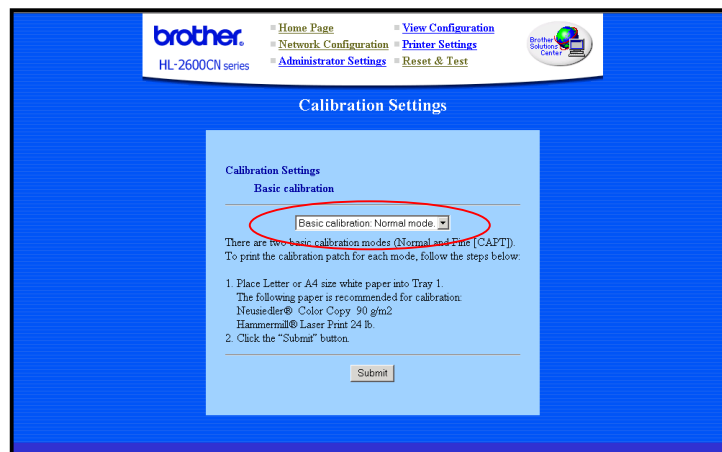 brother.
HL-2600CN series
Home Page
Network Configuration
Administrator Settings
View Configuration
Printer Settings
Reset & Test
Brother
Solutions
Center
Calibration Settings
Calibration Settings
Basic calibration
Basic calibration: Normal mode.
There are two basic calibration modes (Normal and Fine [CAPT]).
To print the calibration patch for each mode, follow the steps below:
1. Place Letter or A4 size white paper into Tray 1.
The following paper is recommended for calibration:
Neusiedler® Color Copy 90 g/m2
Hammermill® Laser Print 24 lb.
2. Click the “Submit” button.
Submit